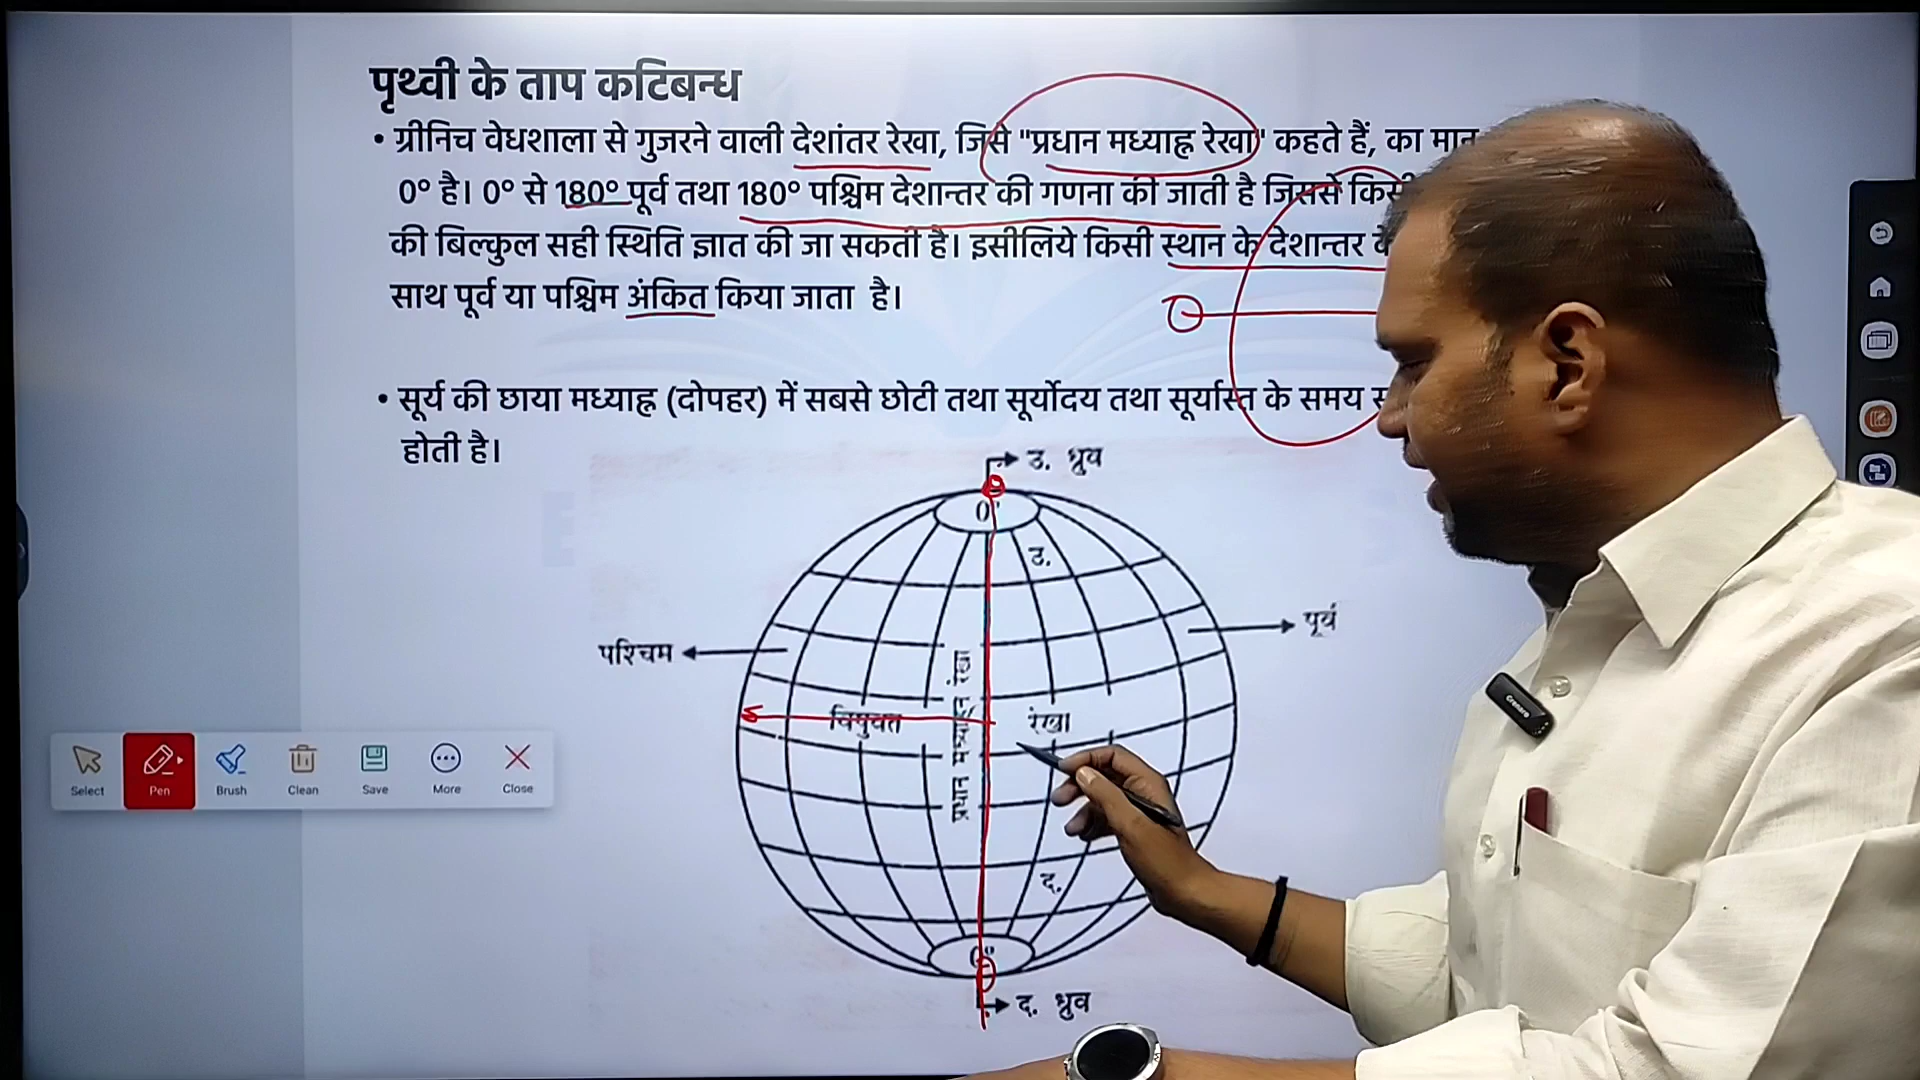 पृथ्वी के ताप कटिबन्ध
• ग्रीनिच वेधशाला से गुजरने वाली देशांतर रेखा, जिसे "प्रधान मध्याह्न रेखा" कहते हैं, का मान
0° है। 0° से 180° पूर्व तथा 180° पश्चिम देशान्तर की गणना की जाती है जिससे किसी
की बिल्कुल सही स्थिति ज्ञात की जा सकती है। इसीलिये किसी स्थान के देशान्तर के
साथ पूर्व या पश्चिम अंकित किया जाता है।
• सूर्य की छाया मध्याह्न (दोपहर) में सबसे छोटी तथा सूर्योदय तथा सूर्यास्त के समय
होती है।
उ. ध्रुव
0°
उ.
पूर्व
पश्चिम
विषुवत रेखा
प्रधान मध्याह्न रेखा
द.
0°
द. ध्रुव
Select Pen Brush Clean Save More Close